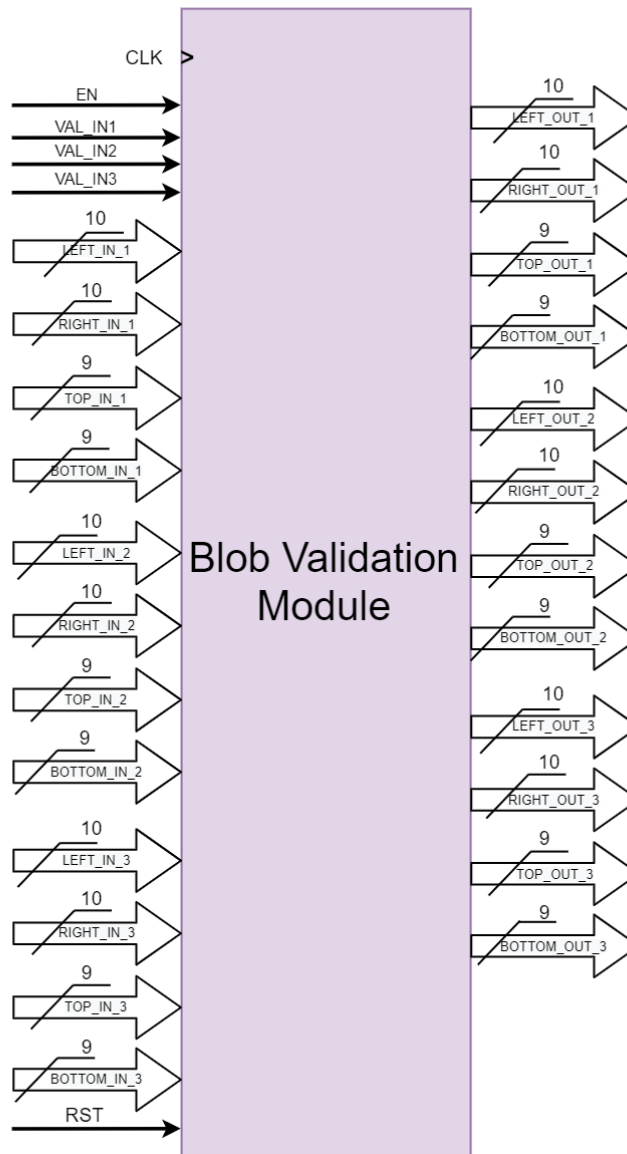 CLK
EN
VAL_IN1
VAL_IN2
VAL_IN3
10
LEFT_IN_1
10
RIGHT_IN_1
9
TOP_IN_1
9
BOTTOM_IN_1
10
LEFT_IN_2
10
RIGHT_IN_2
9
TOP_IN_2
9
BOTTOM_IN_2
10
LEFT_IN_3
10
RIGHT_IN_3
9
TOP_IN_3
9
BOTTOM_IN_3
RST
Blob Validation
Module
10
LEFT_OUT_1
10
RIGHT_OUT_1
9
TOP_OUT_1
9
BOTTOM_OUT_1
10
LEFT_OUT_2
10
RIGHT_OUT_2
9
TOP_OUT_2
9
BOTTOM_OUT_2
10
LEFT_OUT_3
10
RIGHT_OUT_3
9
TOP_OUT_3
9
BOTTOM_OUT_3